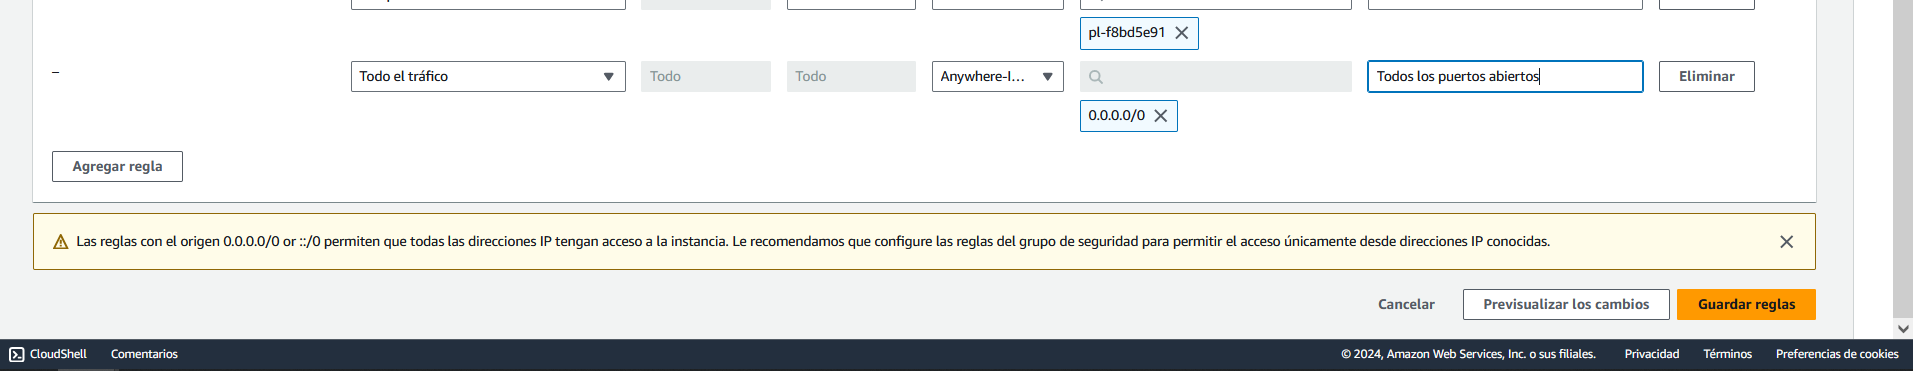 pl-f8bd5e91
– Todo el tráfico Todo Todo Anywhere-I... Todos los puertos abiertos Eliminar
0.0.0.0/0
Agregar regla
Las reglas con el origen 0.0.0.0/0 or ::/0 permiten que todas las direcciones IP tengan acceso a la instancia. Le recomendamos que configure las reglas del grupo de seguridad para permitir el acceso únicamente desde direcciones IP conocidas.
Cancelar Previsualizar los cambios Guardar reglas
CloudShell Comentarios © 2024, Amazon Web Services, Inc. o sus filiales. Privacidad Términos Preferencias de cookies